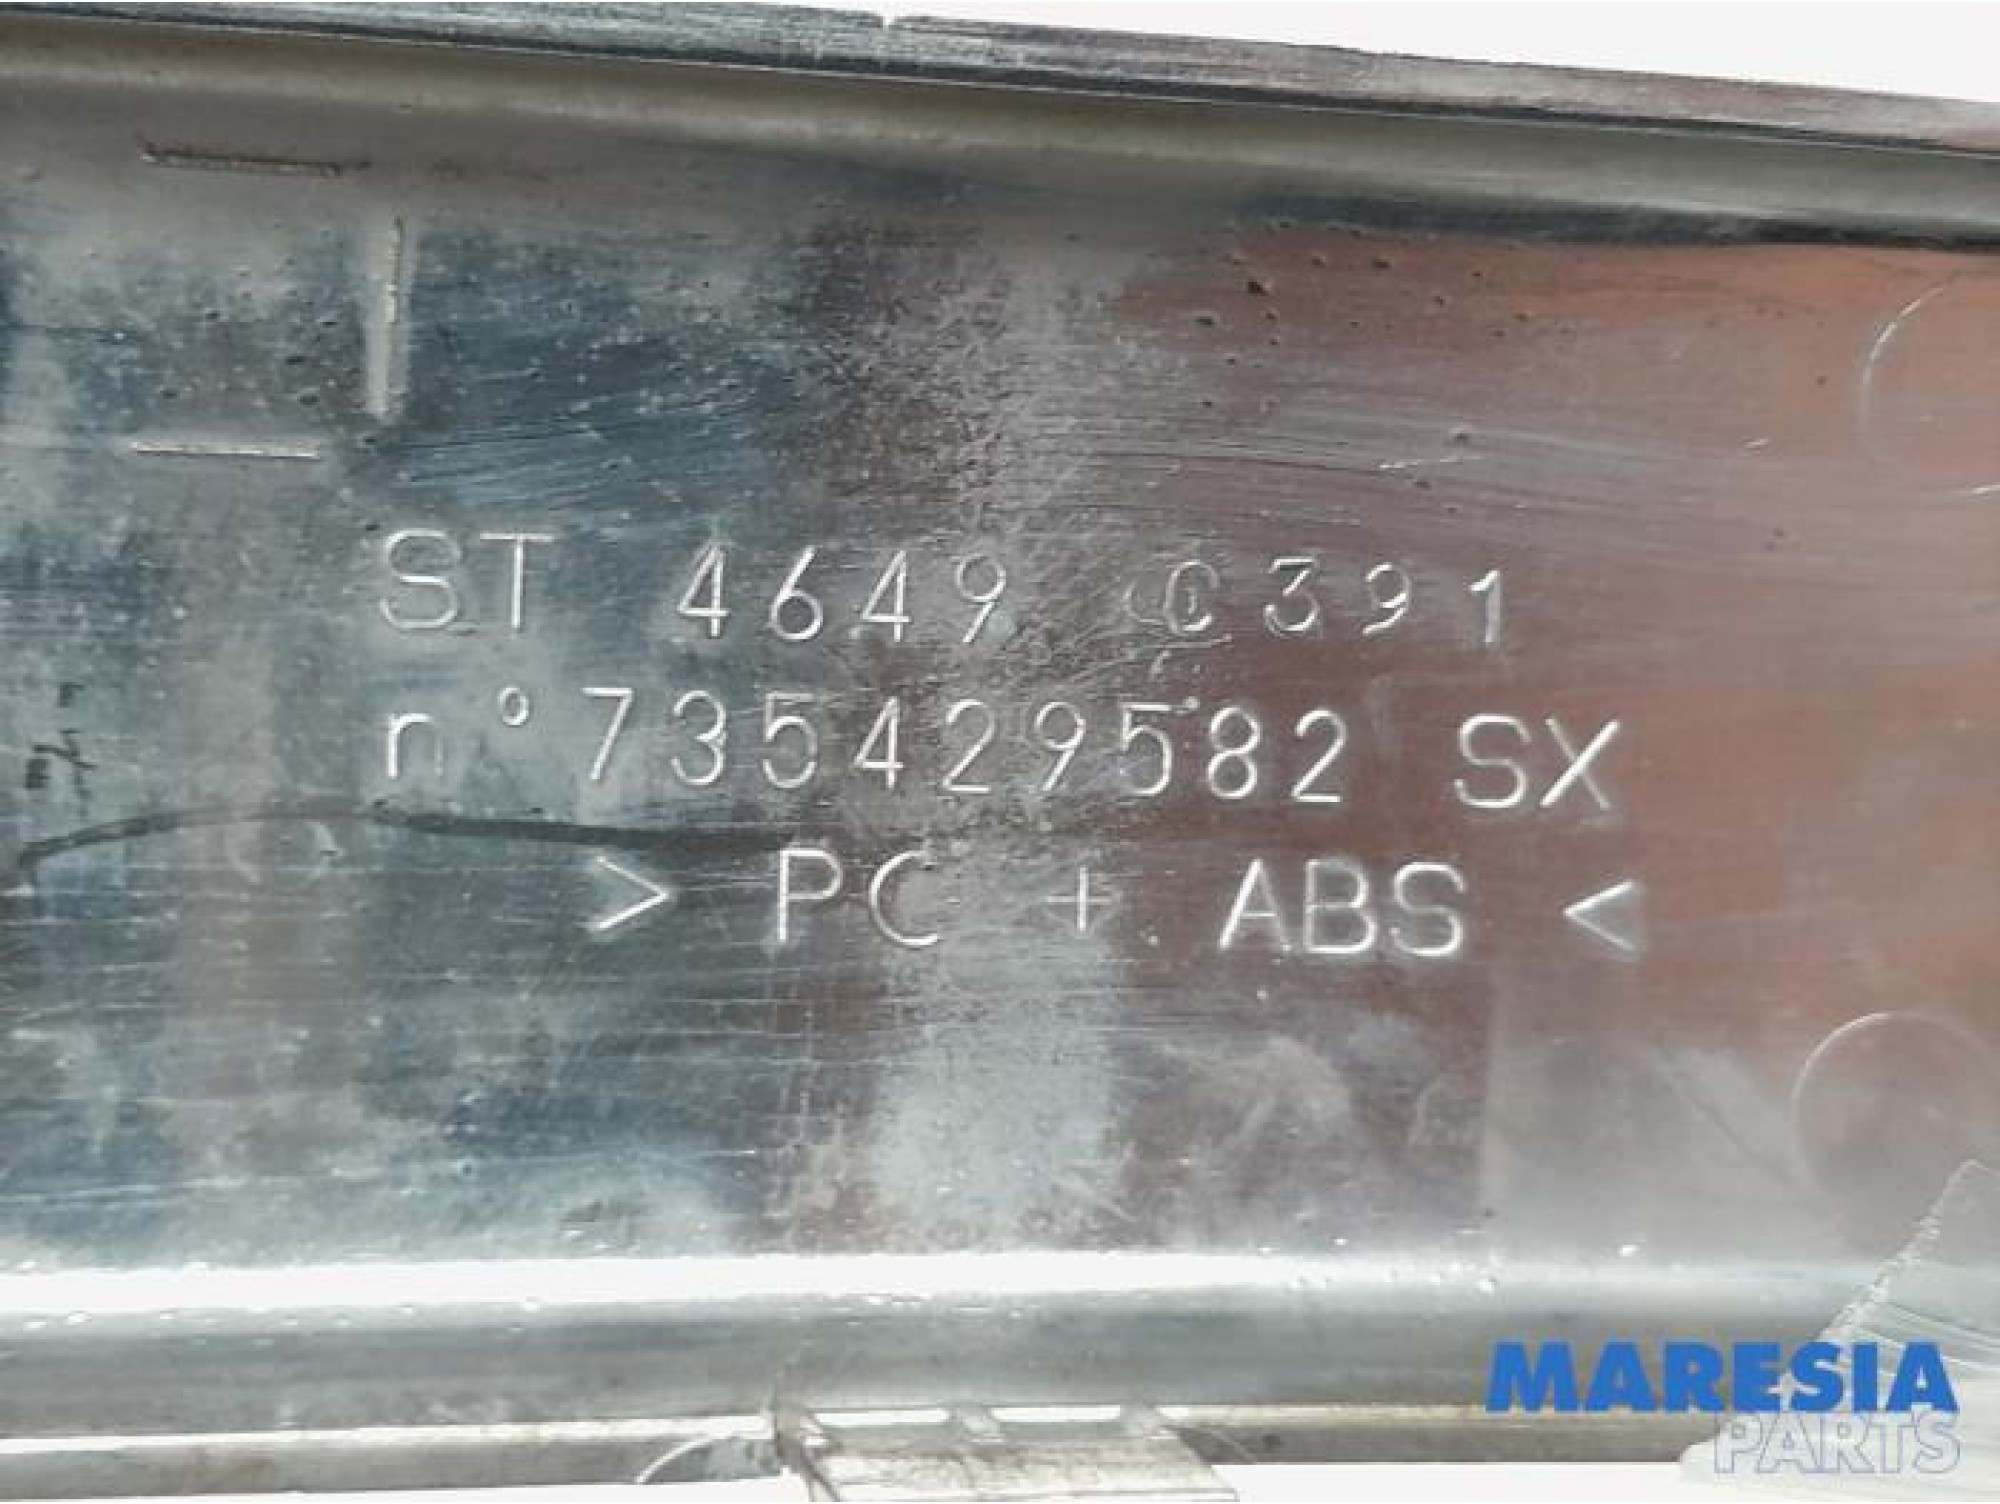 ST 4649 0391
n°735429582 SX
> PC + ABS <
MARESIA
PARTS